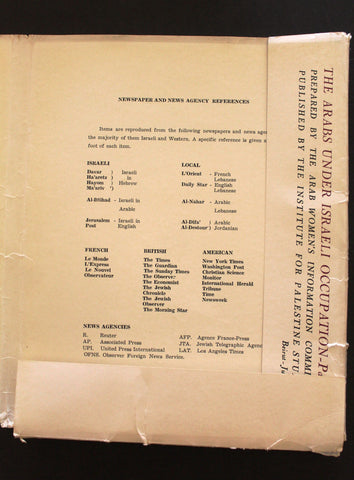 NEWSPAPER AND NEWS AGENCY REFERENCES
Items are reproduced from the following newspapers and news
the majority of them Israeli and Western. A specific reference is given
foot of each item.
ISRAELI
Davar - Israeli
Ha'arets ) in
Hayom ) Hebrew
Ma'ariv )
Al-Ittihad - Israeli in
Arabic
Jerusalem - Israeli in
Post English
LOCAL
L'Orient - French
Lebanese
Daily Star - English
Lebanese
Al-Nahar - Arabic
Lebanese
Al-Difa' - Arabic
Al-Destour ) Jordanian
FRENCH
Le Monde
L'Express
Le Nouvel
Observateur
BRITISH
The Times
The Guardian
The Sunday Times
The Observer
The Economist
The Jewish
Chronicle
The Jewish
Observer
The Morning Star
AMERICAN
New York Times
Washington Post
Christian Science
Monitor
International Herald
Tribune
Time
Newsweek
NEWS AGENCIES
R. Reuter
AP. Associated Press
UPI. United Press International
OFNS. Observer Foreign News Service.
AFP. Agence France-Press
JTA. Jewish Telegraphic
LAT. Los Angeles Times
THE ARABS UNDER ISRAELI OCCUPATION-
PREPARED BY THE ARAB WOMEN'S INFORMATION
PUBLISHED BY THE INSTITUTE FOR PALESTINE
Beirut-